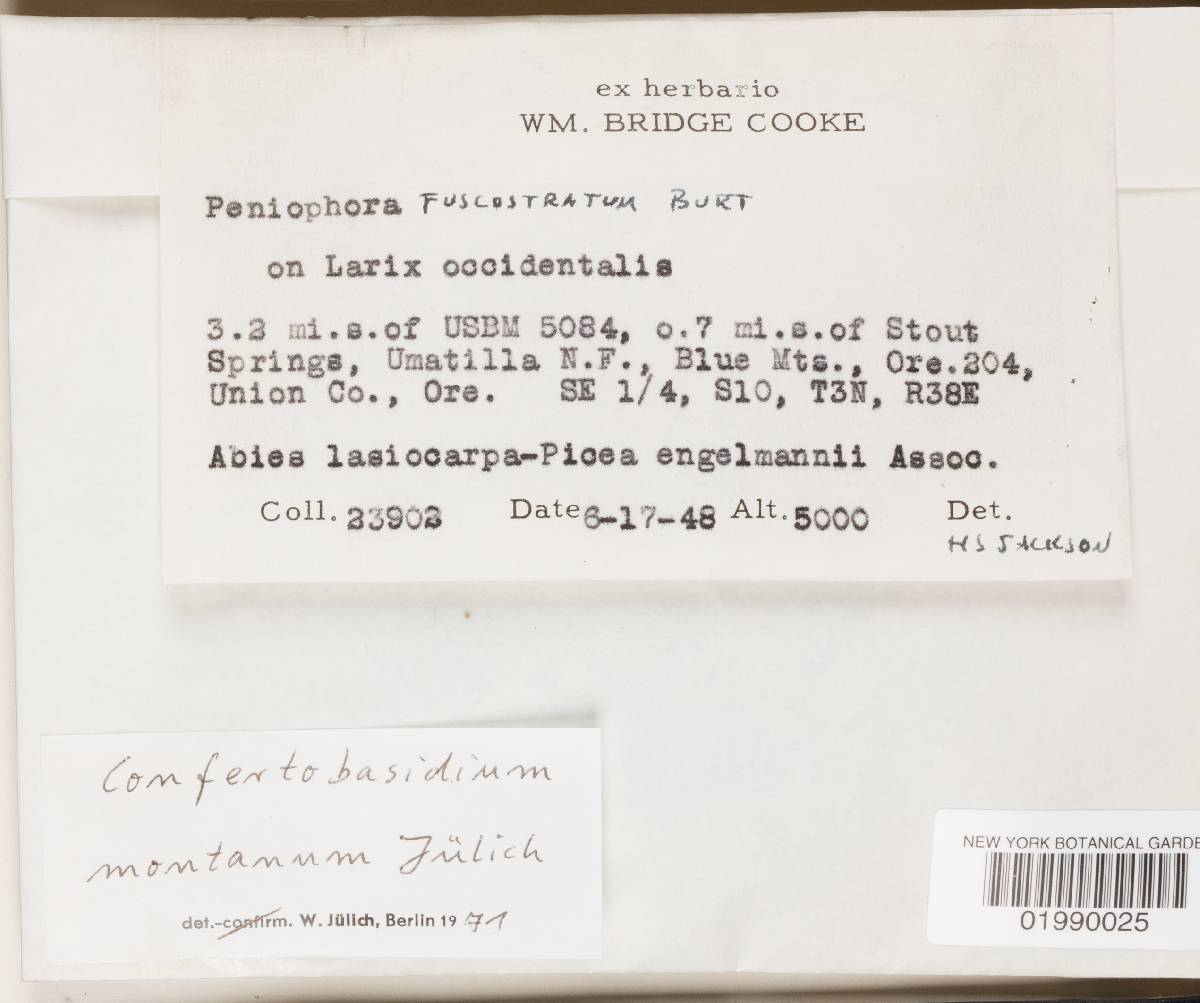 ex herbario
WM. BRIDGE COOKE
Peniophora FUSCOSTRATUM BURT
on Larix occidentalis
3.2 mi.s.of USBM 5084, o.7 mi.s.of Stout
Springs, Umatilla N.F., Blue Mts., Ore.204,
Union Co., Ore. SE 1/4, S10, T3N, R38E
Abies lasiocarpa-Picea engelmannii Assoc.
Coll. 23902 Date 6-17-48 Alt. 5000 Det.
HS JACKSON
Confertobasidium
montanum Jülich
det.-confirm. W. Jülich, Berlin 19 71
NEW YORK BOTANICAL GARDE
01990025